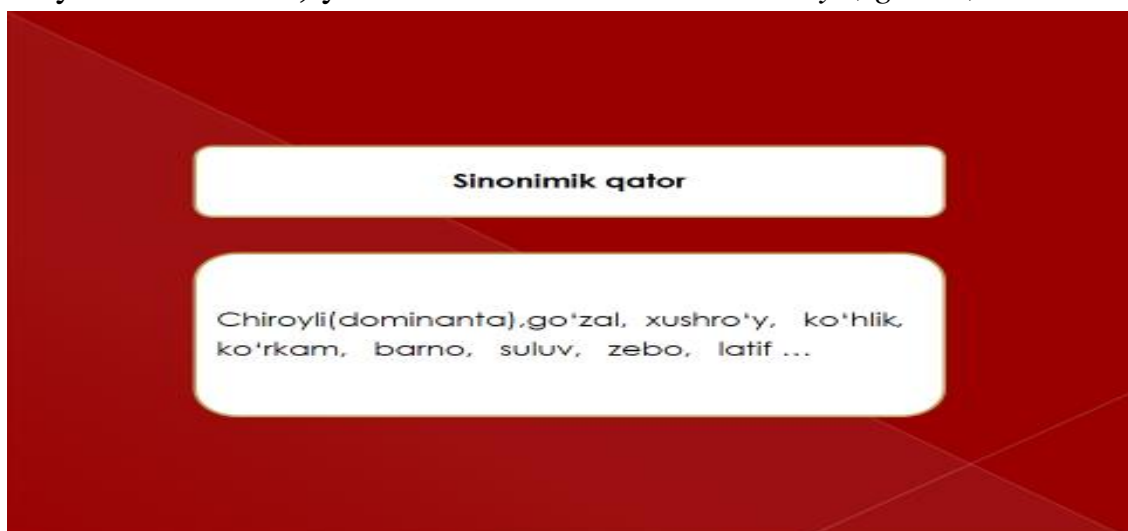 Sinonimik qator
Chiroyli(dominanta),go'zal, xushro'y, ko'hlik,
ko'rkam, barno, suluv, zebo, latif ...